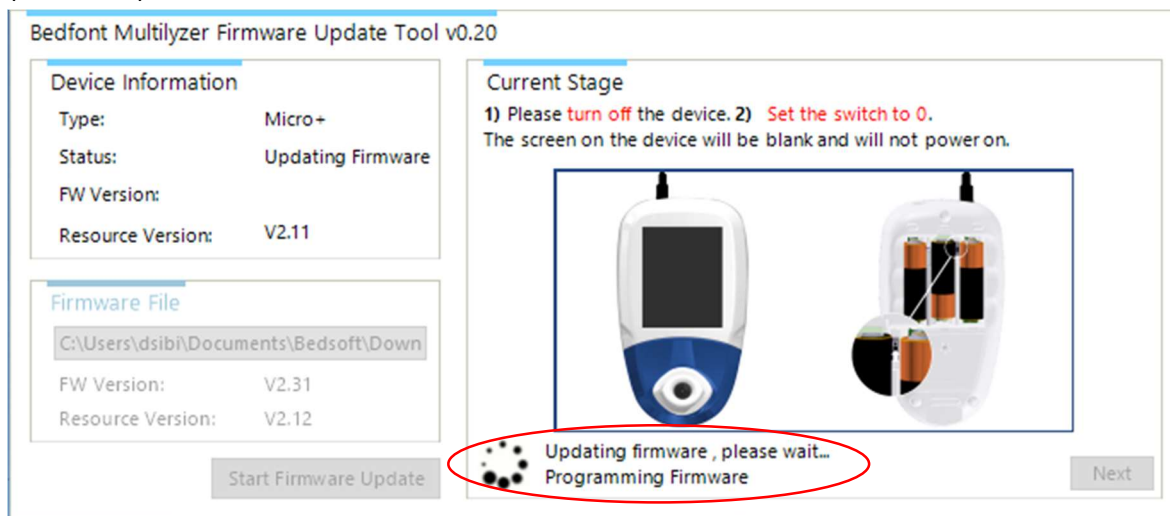 Bedfont Multilyzer Firmware Update Tool v0.20
Device Information
Type: Micro+
Status: Updating Firmware
FW Version:
Resource Version: V2.11
Firmware File
C:\Users\dsibi\Documents\Bedsoft\Down
FW Version: V2.31
Resource Version: V2.12
Start Firmware Update
Current Stage
1) Please turn off the device. 2) Set the switch to 0.
The screen on the device will be blank and will not power on.
Updating firmware , please wait...
Programming Firmware
Next